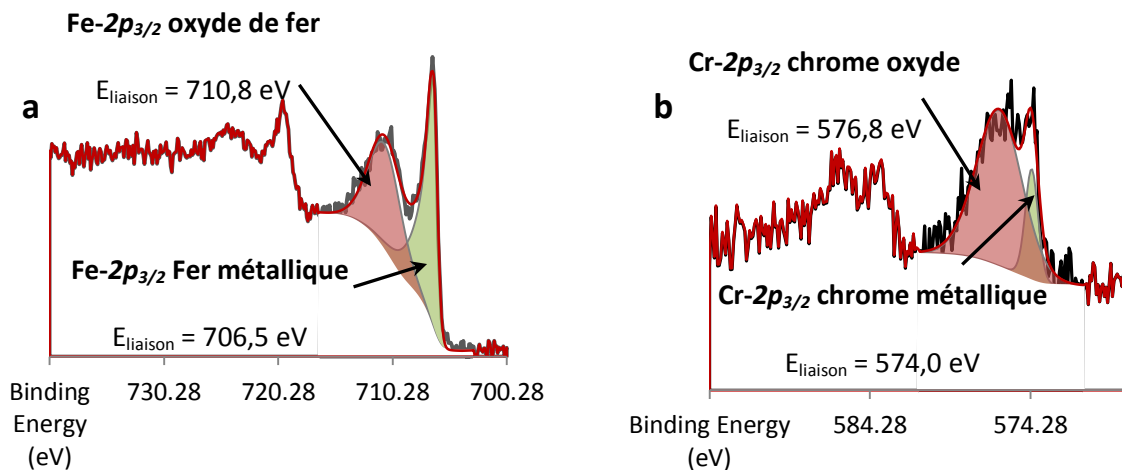 Fe-2p3/2 oxyde de fer
a
Eliaison = 710,8 eV
Fe-2p3/2 Fer métallique
Eliaison = 706,5 eV
Binding Energy (eV)
730.28 720.28 710.28 700.28
Cr-2p3/2 chrome oxyde
b
Eliaison = 576,8 eV
Cr-2p3/2 chrome métallique
Eliaison = 574,0 eV
Binding Energy (eV)
584.28 574.28